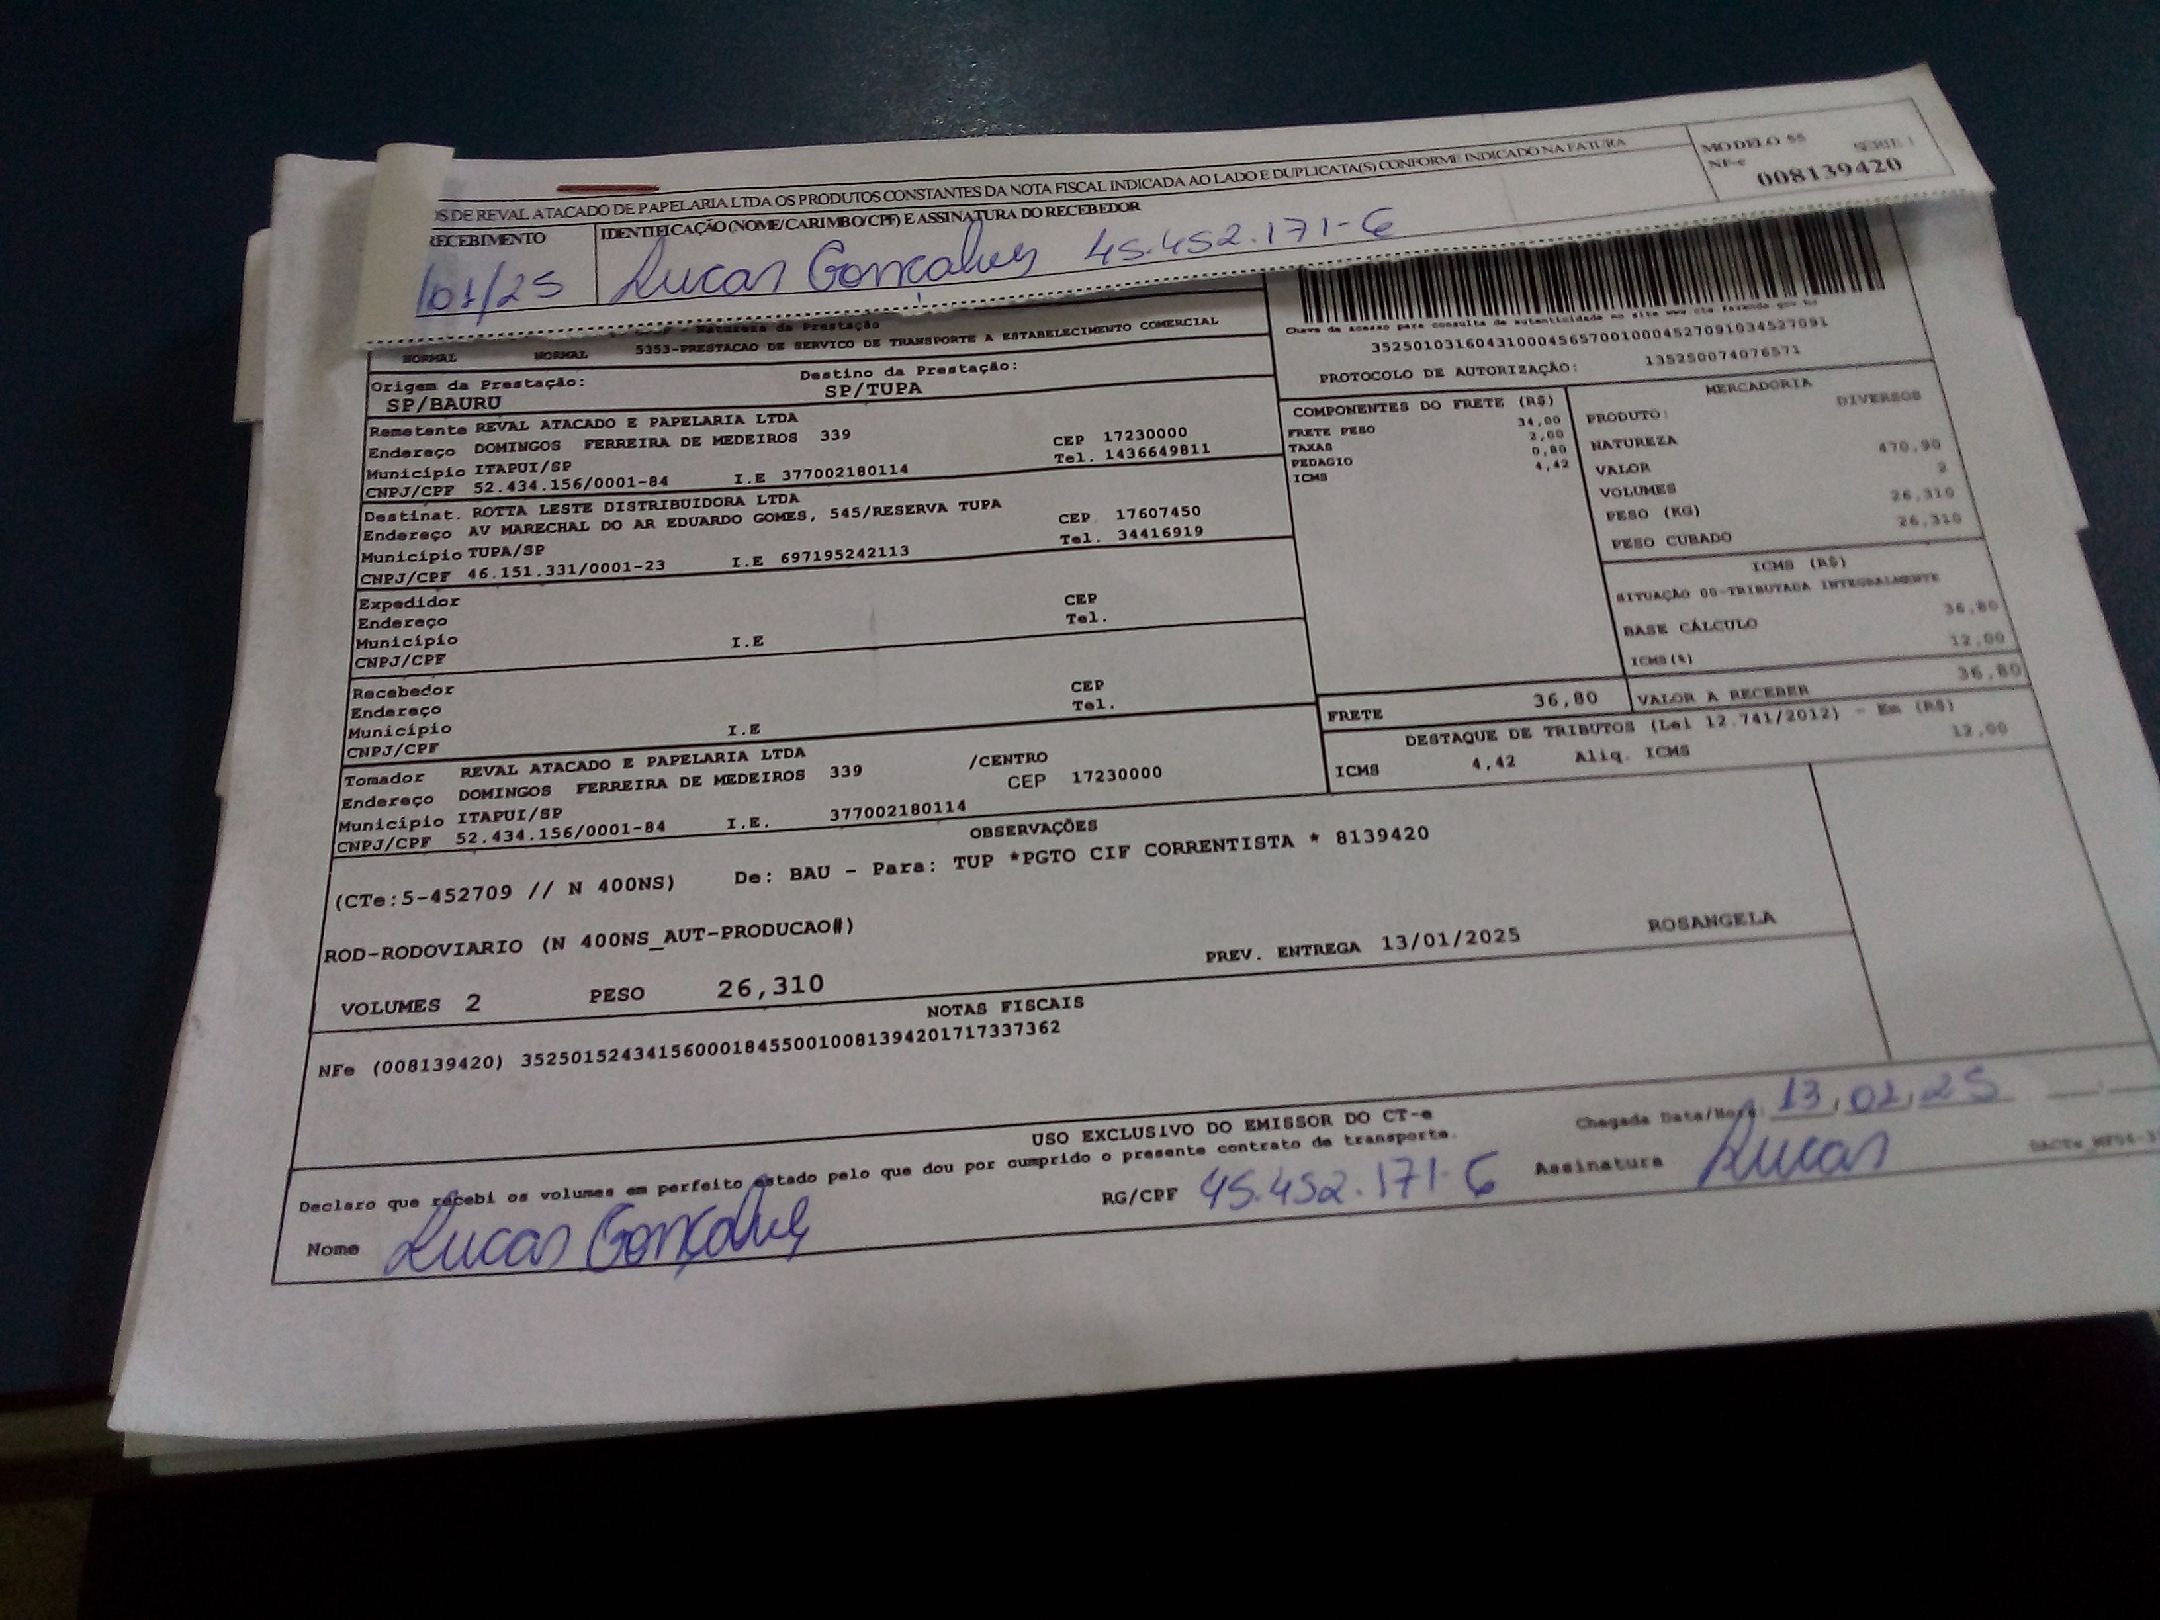 OS DE REVAL ATACADO DE PAPELARIA LTDA OS PRODUTOS CONSTANTES DA NOTA FISCAL INDICADA AO LADO E DUPLICATA(S) CONFORME INDICADO NA FATURA
MODELO 55 SERIE 1
NF-e
008139420
RECEBIMENTO
IDENTIFICAÇÃO (NOME/CARIMBO/CPF) E ASSINATURA DO RECEBEDOR
/01/25 Lucas Gonçalves 45.452.171-6
Natureza da Prestação
NORMAL NORMAL 5353-PRESTACAO DE SERVICO DE TRANSPORTE A ESTABELECIMENTO COMERCIAL
Chave de acesso para consulta de autenticidade no site www.cte.fazenda.gov.br
35250103160431000456570010004527091034527091
PROTOCOLO DE AUTORIZAÇÃO: 135250074076571
Origem da Prestação: Destino da Prestação:
SP/BAURU SP/TUPA
Remetente REVAL ATACADO E PAPELARIA LTDA
Endereço DOMINGOS FERREIRA DE MEDEIROS 339 CEP 17230000
Município ITAPUI/SP Tel. 1436649811
CNPJ/CPF 52.434.156/0001-84 I.E 377002180114
Destinat. ROTTA LESTE DISTRIBUIDORA LTDA
Endereço AV MARECHAL DO AR EDUARDO GOMES, 545/RESERVA TUPA CEP 17607450
Município TUPA/SP Tel. 34416919
CNPJ/CPF 46.151.331/0001-23 I.E 697195242113
Expedidor CEP
Endereço Tel.
Município I.E
CNPJ/CPF
Recebedor CEP
Endereço Tel.
Município I.E
CNPJ/CPF
Tomador REVAL ATACADO E PAPELARIA LTDA
Endereço DOMINGOS FERREIRA DE MEDEIROS 339 /CENTRO
Município ITAPUI/SP CEP 17230000
CNPJ/CPF 52.434.156/0001-84 I.E. 377002180114
COMPONENTES DO FRETE (R$)
FRETE PESO 34,00
TAXAS 2,00
PEDAGIO 0,80
ICMS 4,42
MERCADORIA
PRODUTO: DIVERSOS
NATUREZA
VALOR 470,90
VOLUMES 2
PESO (KG) 26,310
PESO CUBADO 26,310
ICMS (R$)
SITUAÇÃO 00-TRIBUTADA INTEGRALMENTE
BASE CÁLCULO 36,80
ICMS(%) 12,00
FRETE 36,80
VALOR A RECEBER 36,80
DESTAQUE DE TRIBUTOS (Lei 12.741/2012) - Em (R$)
ICMS 4,42 Aliq. ICMS 12,00
OBSERVAÇÕES
(CTe:5-452709 // N 400NS) De: BAU - Para: TUP *PGTO CIF CORRENTISTA * 8139420
ROD-RODOVIARIO (N 400NS_AUT-PRODUCAO#)
PREV. ENTREGA 13/01/2025 ROSANGELA
VOLUMES 2 PESO 26,310
NOTAS FISCAIS
NFe (008139420) 35250152434156000184550010081394201717337362
USO EXCLUSIVO DO EMISSOR DO CT-e
Declaro que recebi os volumes em perfeito estado pelo que dou por cumprido o presente contrato de transporte.
Chegada Data/Hora: 13,01,25
Nome Lucas Gonçalves RG/CPF 45.452.171-6 Assinatura Lucas